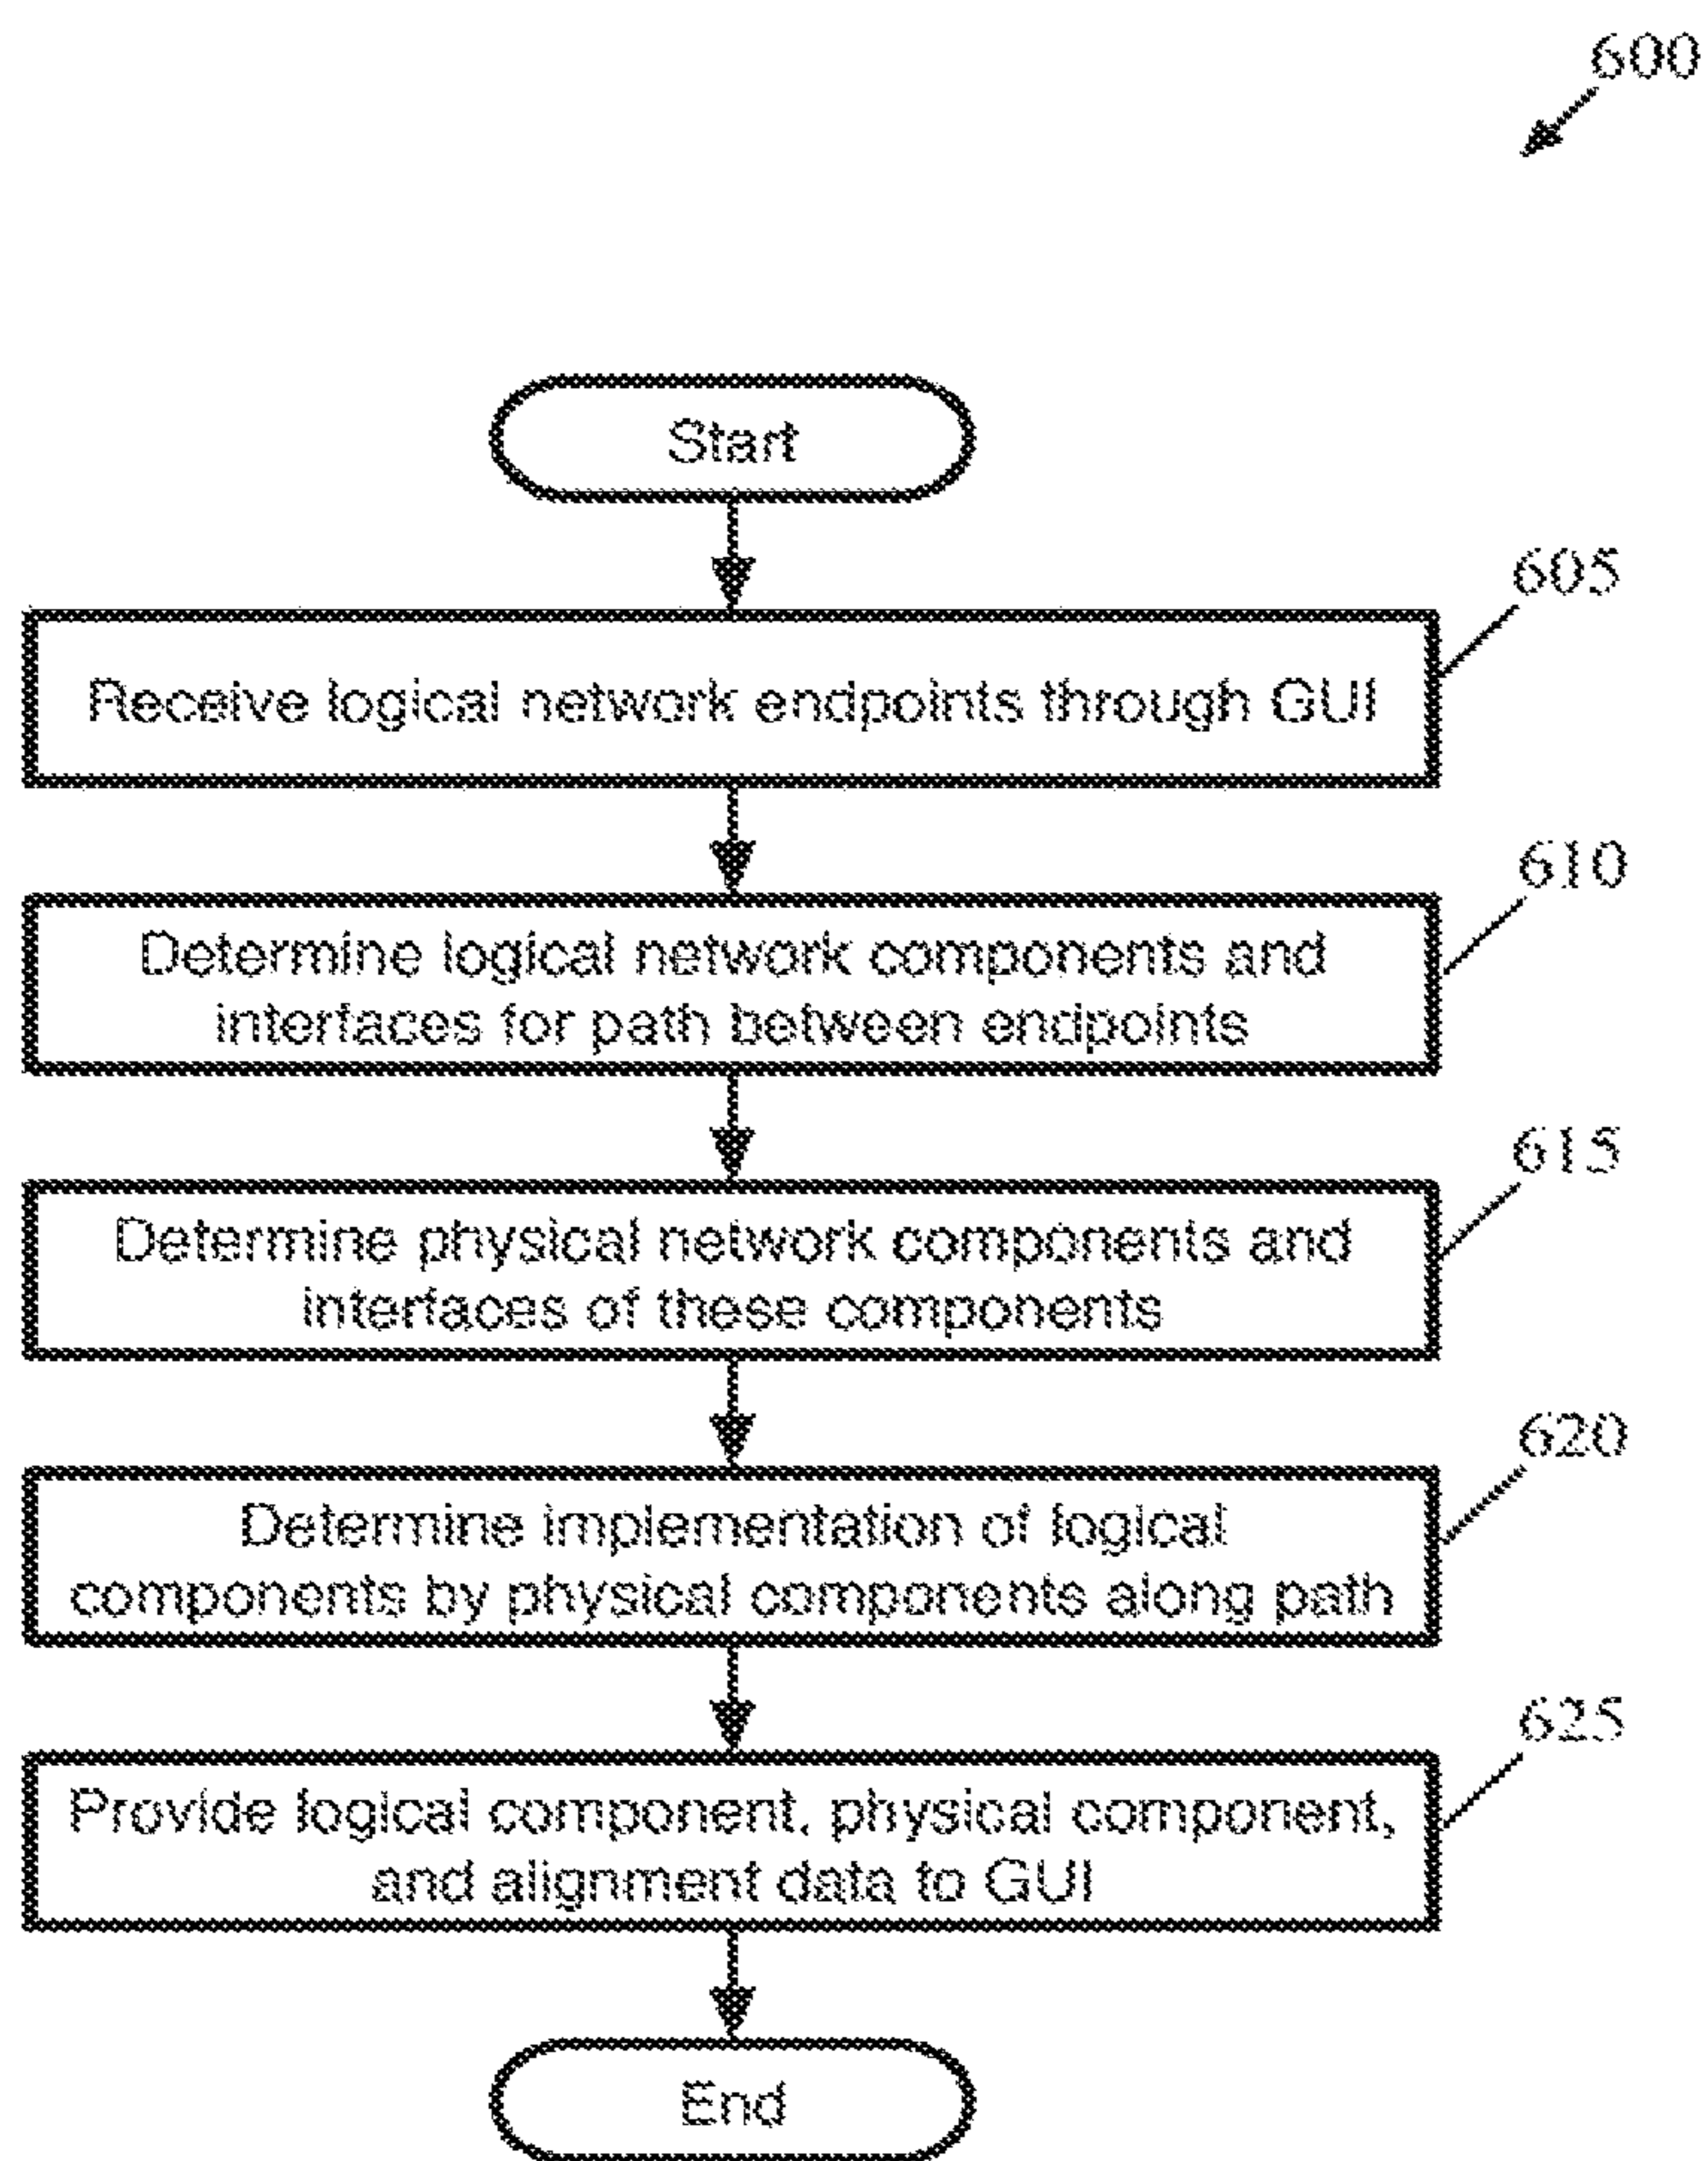 600
Start
605
Receive logical network endpoints through GUI
610
Determine logical network components and
interfaces for path between endpoints
615
Determine physical network components and
interfaces of these components
620
Determine implementation of logical
components by physical components along path
625
Provide logical component, physical component,
and alignment data to GUI
End